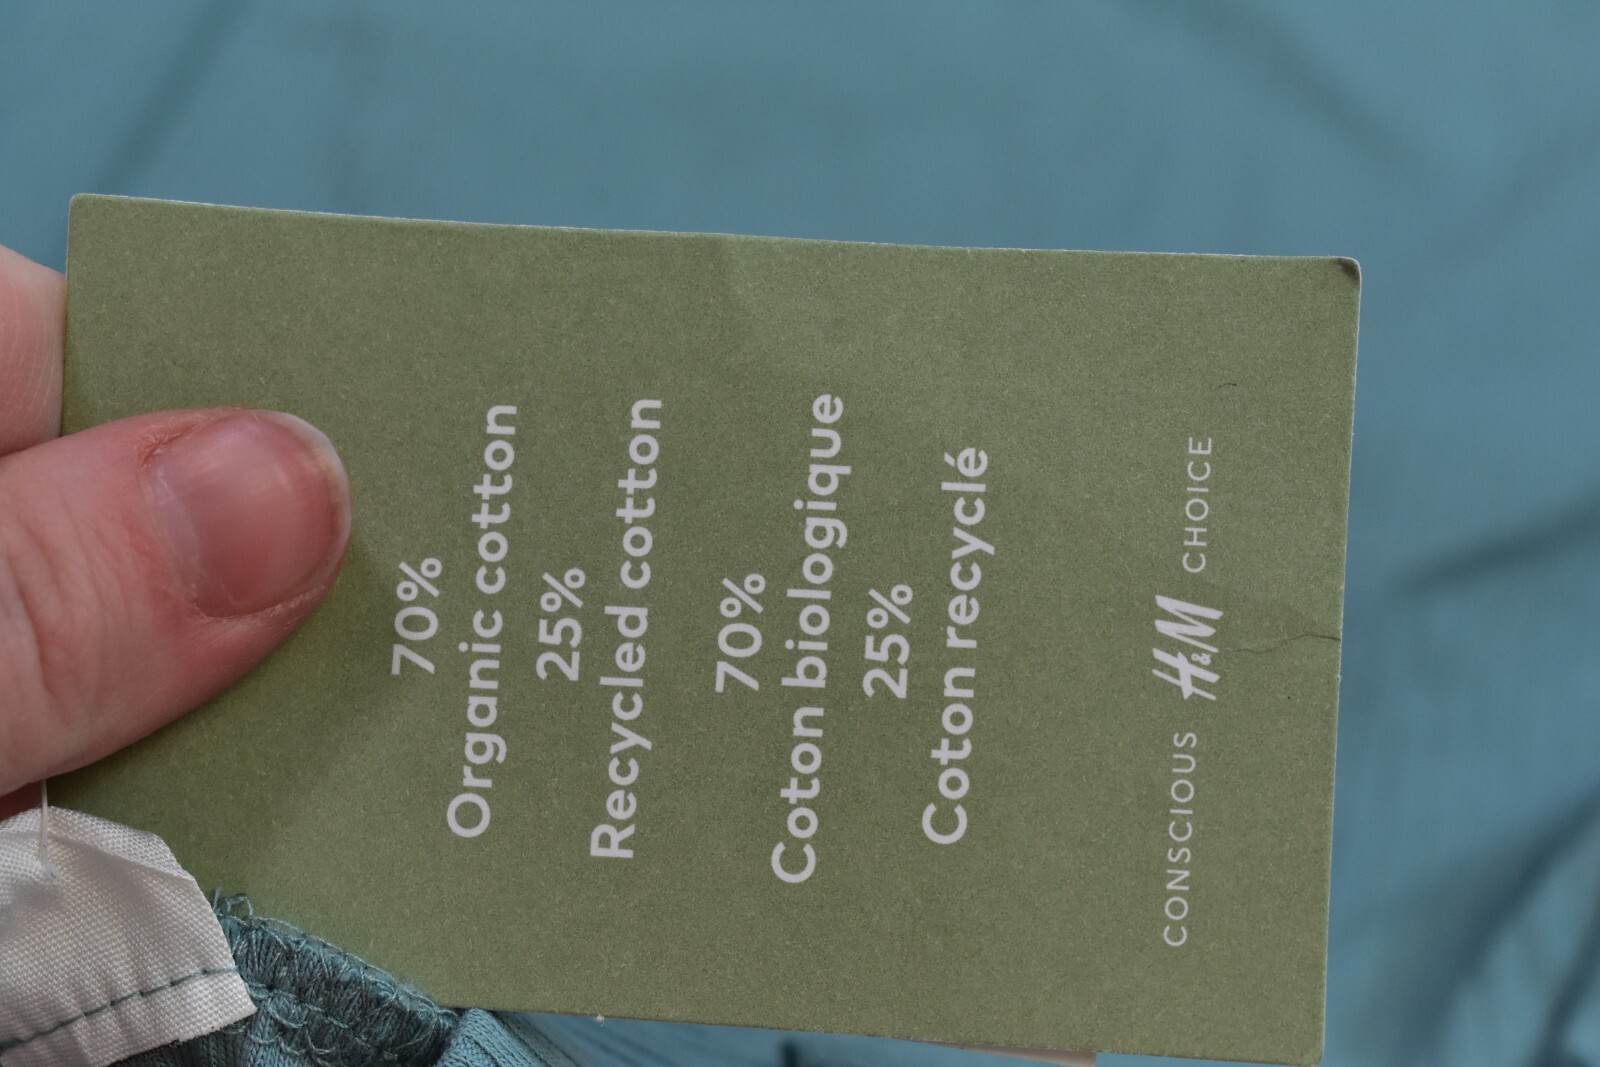 70%
Organic cotton
25%
Recycled cotton
70%
Coton biologique
25%
Coton recyclé
CONSCIOUS H&M CHOICE